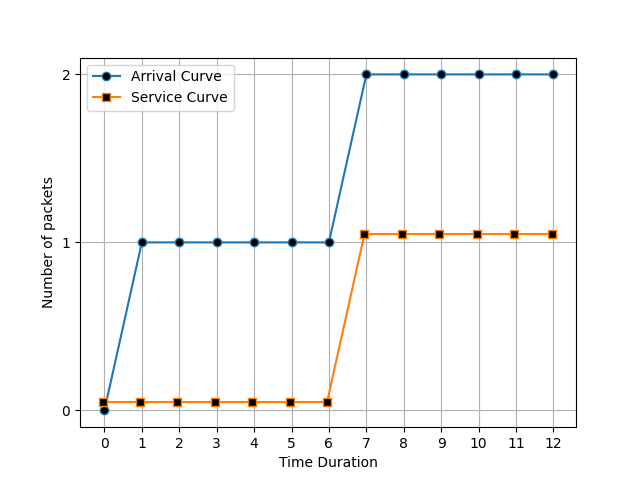 2
1
0
Number of packets
Arrival Curve
Service Curve
0 1 2 3 4 5 6 7 8 9 10 11 12
Time Duration